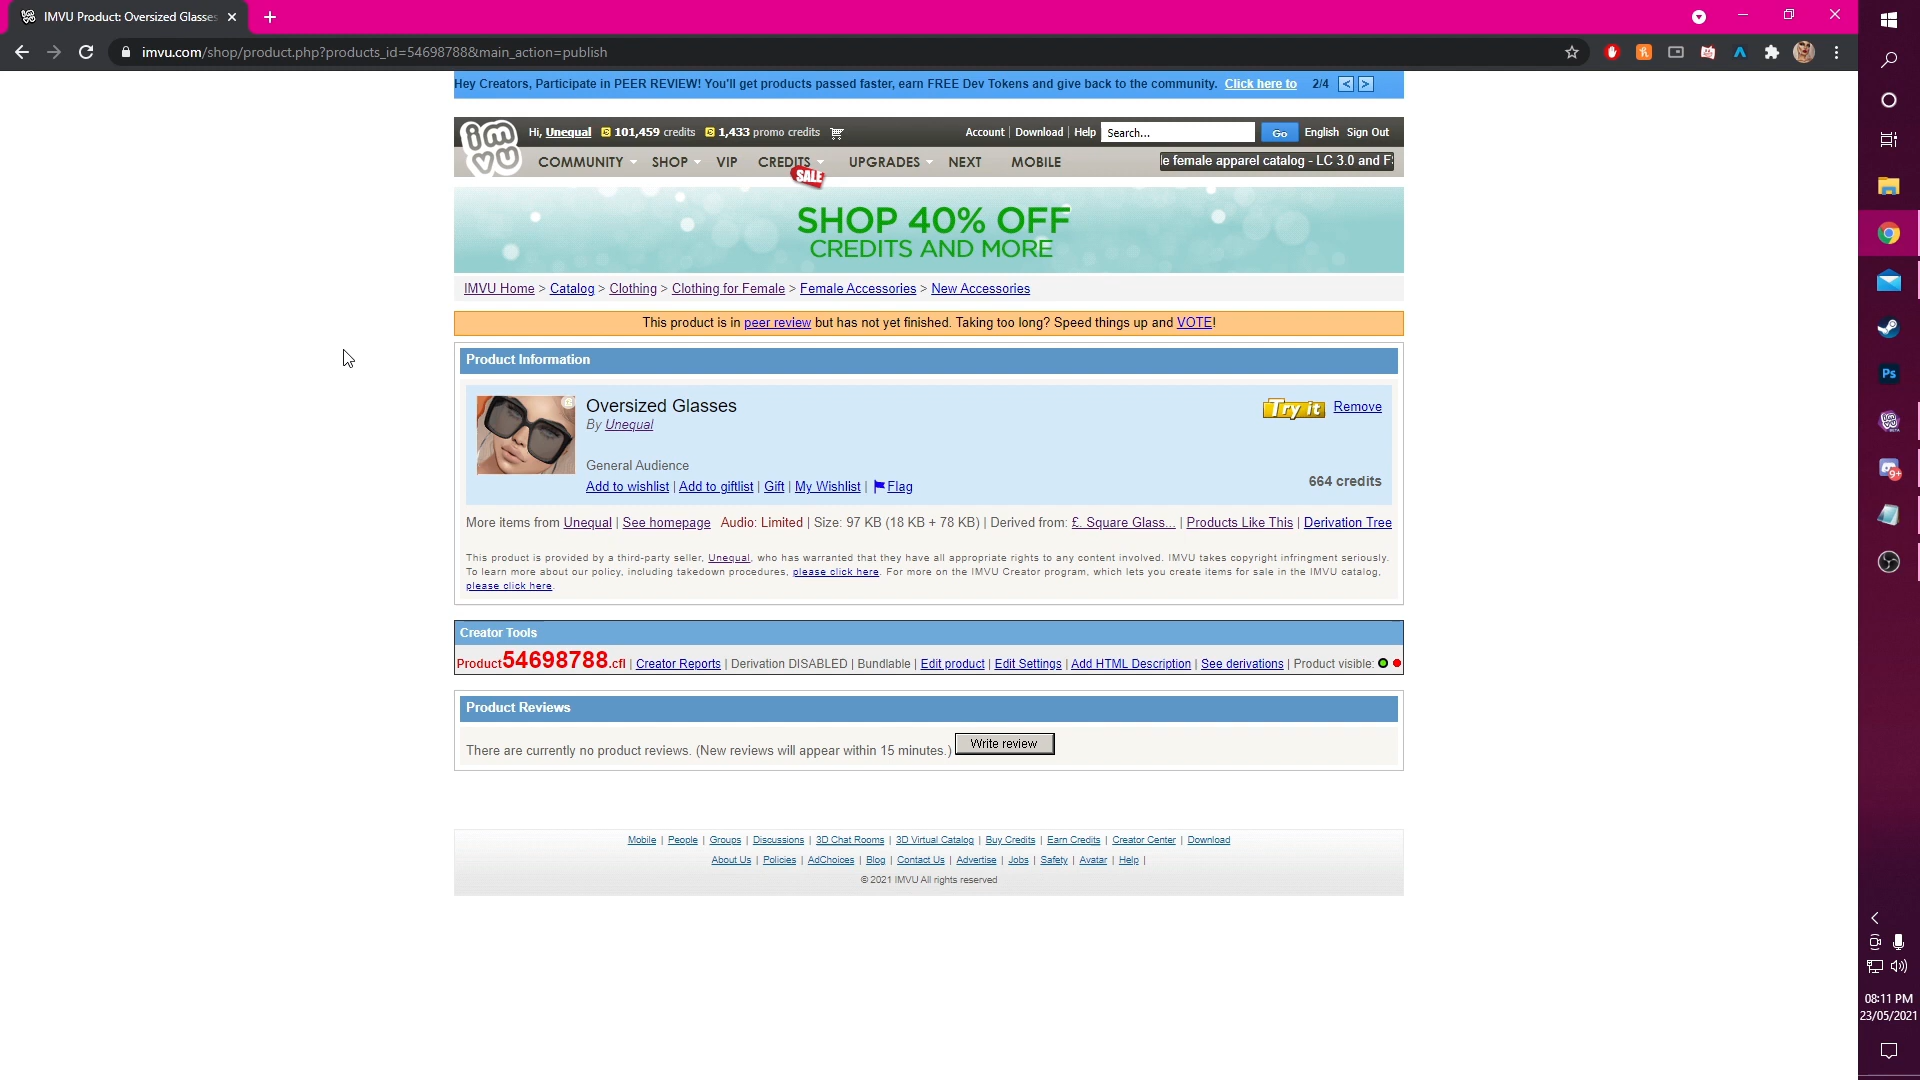 IMVU Product: Oversized Glasses
imvu.com/shop/product.php?products_id=54698788&main_action=publish
Hey Creators, Participate in PEER REVIEW! You'll get products passed faster, earn FREE Dev Tokens and give back to the community. Click here to 2/4 < >
imvu
Hi, Unequal 101,459 credits 1,433 promo credits Account | Download | Help Search... Go English Sign Out
COMMUNITY SHOP VIP CREDITS UPGRADES NEXT MOBILE e female apparel catalog - LC 3.0 and F
SALE
SHOP 40% OFF
CREDITS AND MORE
IMVU Home > Catalog > Clothing > Clothing for Female > Female Accessories > New Accessories
This product is in peer review but has not yet finished. Taking too long? Speed things up and VOTE!
Product Information
Oversized Glasses
Try it Remove
By Unequal
General Audience
664 credits
Add to wishlist | Add to giftlist | Gift | My Wishlist | Flag
More items from Unequal | See homepage Audio: Limited | Size: 97 KB (18 KB + 78 KB) | Derived from: £. Square Glass... | Products Like This | Derivation Tree
This product is provided by a third-party seller, Unequal, who has warranted that they have all appropriate rights to any content involved. IMVU takes copyright infringment seriously.
To learn more about our policy, including takedown procedures, please click here. For more on the IMVU Creator program, which lets you create items for sale in the IMVU catalog,
please click here.
Creator Tools
Product54698788.cfl | Creator Reports | Derivation DISABLED | Bundlable | Edit product | Edit Settings | Add HTML Description | See derivations | Product visible:
Product Reviews
There are currently no product reviews. (New reviews will appear within 15 minutes.) Write review
Mobile | People | Groups | Discussions | 3D Chat Rooms | 3D Virtual Catalog | Buy Credits | Earn Credits | Creator Center | Download
About Us | Policies | AdChoices | Blog | Contact Us | Advertise | Jobs | Safety | Avatar | Help |
© 2021 IMVU All rights reserved
Ps
9+
08:11 PM
23/05/2021